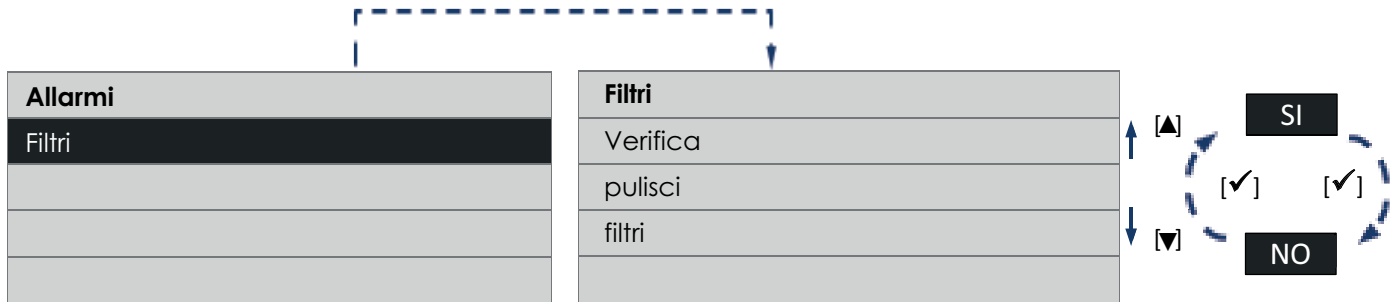 Allarmi
Filtri
Filtri
Verifica
pulisci
filtri
[▲]
[▼]
SI
[✓] [✓]
NO